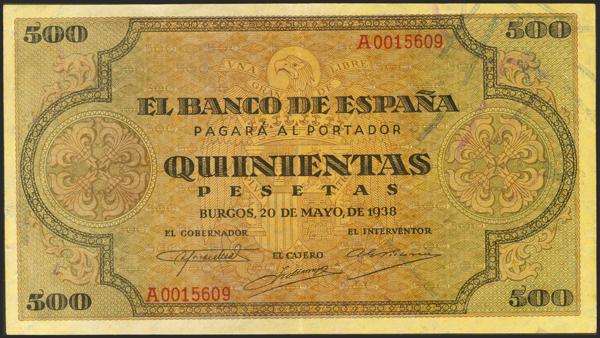 500 A0015609 500
UNA GRANDE LIBRE
EL BANCO DE ESPAÑA
PAGARÁ AL PORTADOR
QUINIENTAS
PESETAS
BURGOS, 20 DE MAYO, DE 1938
EL GOBERNADOR EL INTERVENTOR
EL CAJERO
A0015609
500 500